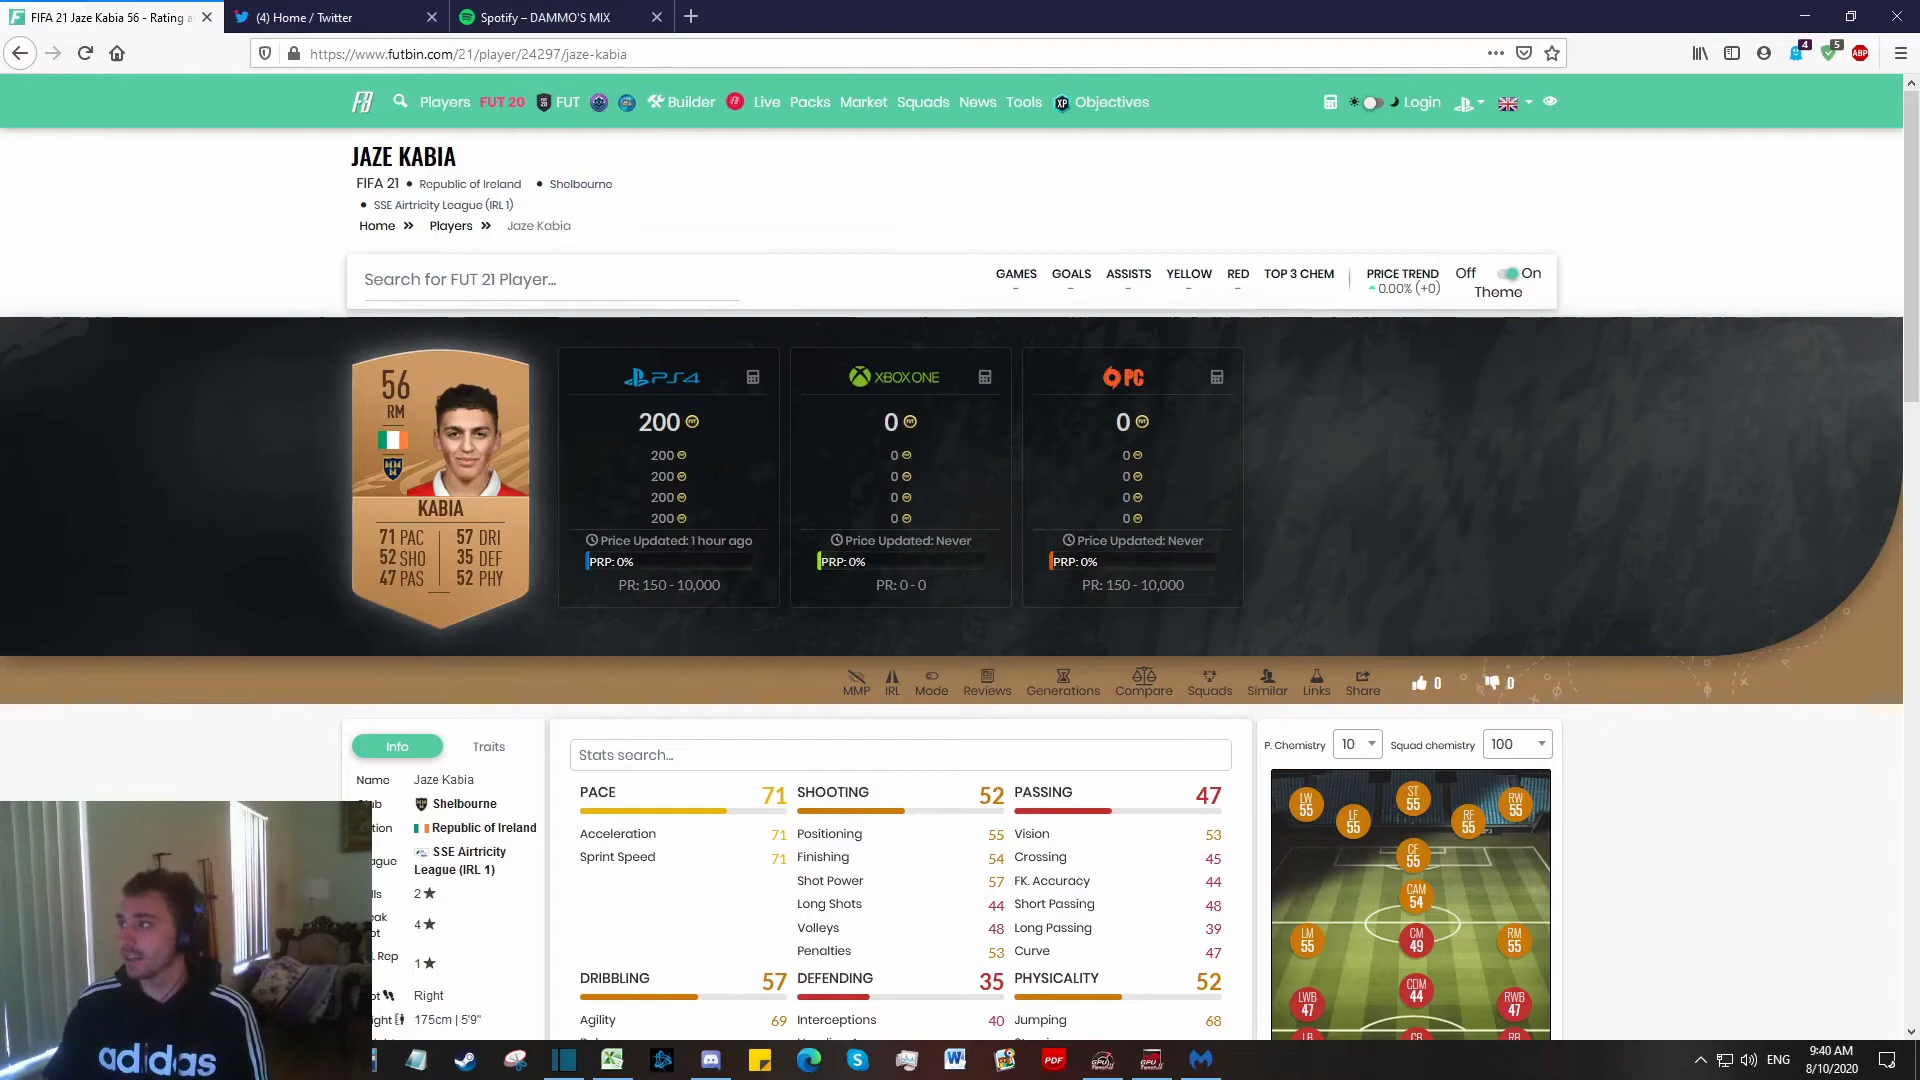 FIFA 21 Jaze Kabia 56 - Rating a
(4) Home / Twitter
Spotify – DAMMO'S MIX
https://www.futbin.com/21/player/24297/jaze-kabia
4
5
ABP
Players
FUT 20
FUT
Builder
Live
Packs
Market
Squads
News
Tools
XP
Objectives
Login
JAZE KABIA
FIFA 21 • Republic of Ireland • Shelbourne
• SSE Airtricity League (IRL 1)
Home » Players » Jaze Kabia
Search for FUT 21 Player...
GAMES GOALS ASSISTS YELLOW RED TOP 3 CHEM
- - - - -
PRICE TREND
0.00% (+0)
Off On
Theme
56
RM
KABIA
71 PAC 57 DRI
52 SHO 35 DEF
47 PAS 52 PHY
PS4
200
200
200
200
200
Price Updated: 1 hour ago
PRP: 0%
PR: 150 - 10,000
XBOX ONE
0
0
0
0
0
Price Updated: Never
PRP: 0%
PR: 0 - 0
PC
0
0
0
0
0
Price Updated: Never
PRP: 0%
PR: 150 - 10,000
MMP IRL Mode Reviews Generations Compare Squads Similar Links Share 0 0
Info Traits
Name Jaze Kabia
Shelbourne
Republic of Ireland
SSE Airtricity
League (IRL 1)
2★
4★
1★
Right
175cm | 5'9"
Stats search...
PACE 71
Acceleration 71
Sprint Speed 71
SHOOTING 52
Positioning 55
Finishing 54
Shot Power 57
Long Shots 44
Volleys 48
Penalties 53
PASSING 47
Vision 53
Crossing 45
FK. Accuracy 44
Short Passing 48
Long Passing 39
Curve 47
DRIBBLING 57
Agility 69
DEFENDING 35
Interceptions 40
PHYSICALITY 52
Jumping 68
P. Chemistry 10 Squad chemistry 100
LW 55
LF 55
ST 55
RF 55
RW 55
CF 55
CAM 54
LM 55
CM 49
RM 55
CDM 44
LWB 47
RWB 47
LB
CB
RB
adidas
PDF
ENG
9:40 AM
8/10/2020